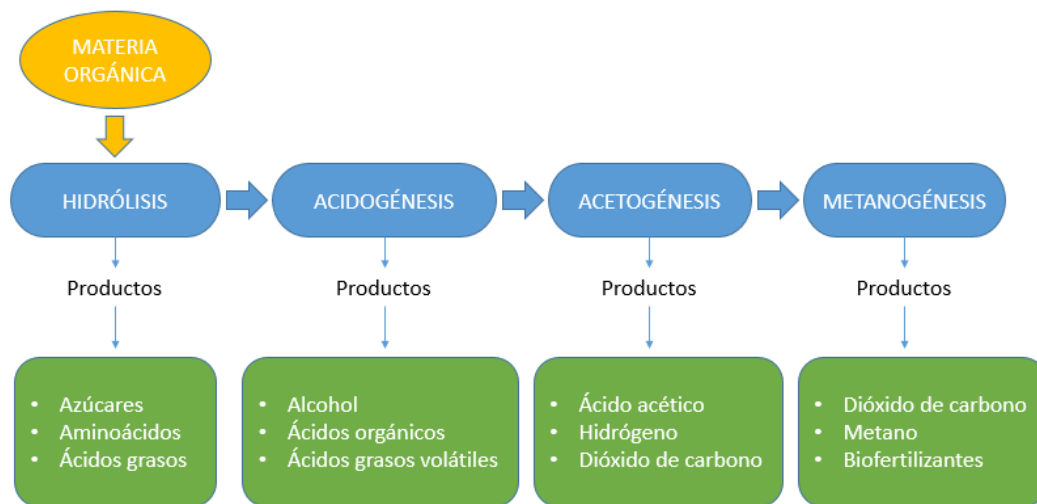 MATERIA
ORGÁNICA
HIDRÓLISIS
ACIDOGÉNESIS
ACETOGÉNESIS
METANOGÉNESIS
Productos
Productos
Productos
Productos
• Azúcares
• Aminoácidos
• Ácidos grasos
• Alcohol
• Ácidos orgánicos
• Ácidos grasos volátiles
• Ácido acético
• Hidrógeno
• Dióxido de carbono
• Dióxido de carbono
• Metano
• Biofertilizantes